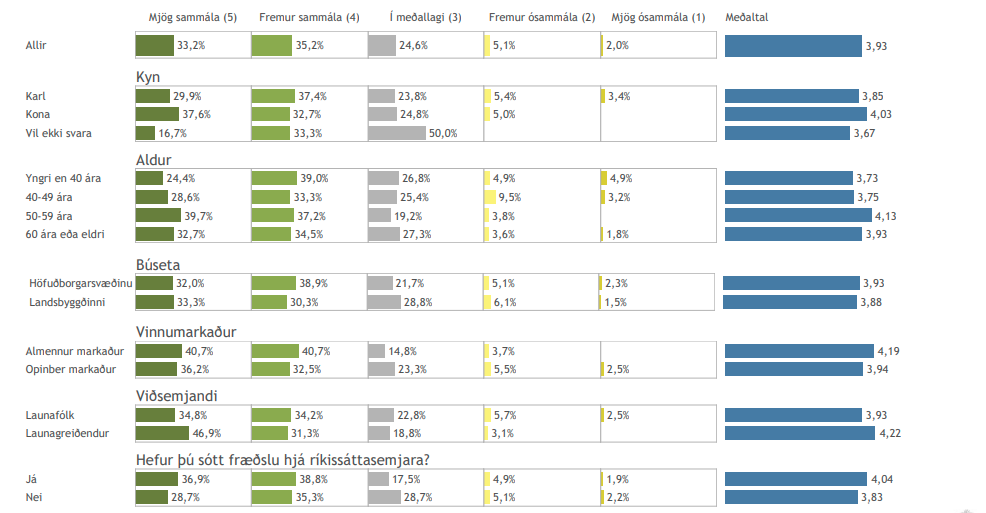 Mjög sammála (5) Fremur sammála (4) Í meðallagi (3) Fremur ósammála (2) Mjög ósammála (1) Meðaltal
Allir 33,2% 35,2% 24,6% 5,1% 2,0% 3,93
Kyn
Karl 29,9% 37,4% 23,8% 5,4% 3,4% 3,85
Kona 37,6% 32,7% 24,8% 5,0% 4,03
Vil ekki svara 16,7% 33,3% 50,0% 3,67
Aldur
Yngri en 40 ára 24,4% 39,0% 26,8% 4,9% 4,9% 3,73
40-49 ára 28,6% 33,3% 25,4% 9,5% 3,2% 3,75
50-59 ára 39,7% 37,2% 19,2% 3,8% 4,13
60 ára eða eldri 32,7% 34,5% 27,3% 3,6% 1,8% 3,93
Búseta
Höfuðborgarsvæðinu 32,0% 38,9% 21,7% 5,1% 2,3% 3,93
Landsbyggðinni 33,3% 30,3% 28,8% 6,1% 1,5% 3,88
Vinnumarkaður
Almennur markaður 40,7% 40,7% 14,8% 3,7% 4,19
Opinber markaður 36,2% 32,5% 23,3% 5,5% 2,5% 3,94
Viðsemjandi
Launafólk 34,8% 34,2% 22,8% 5,7% 2,5% 3,93
Launagreiðendur 46,9% 31,3% 18,8% 3,1% 4,22
Hefur þú sótt fræðslu hjá ríkissáttasemjara?
Já 36,9% 38,8% 17,5% 4,9% 1,9% 4,04
Nei 28,7% 35,3% 28,7% 5,1% 2,2% 3,83